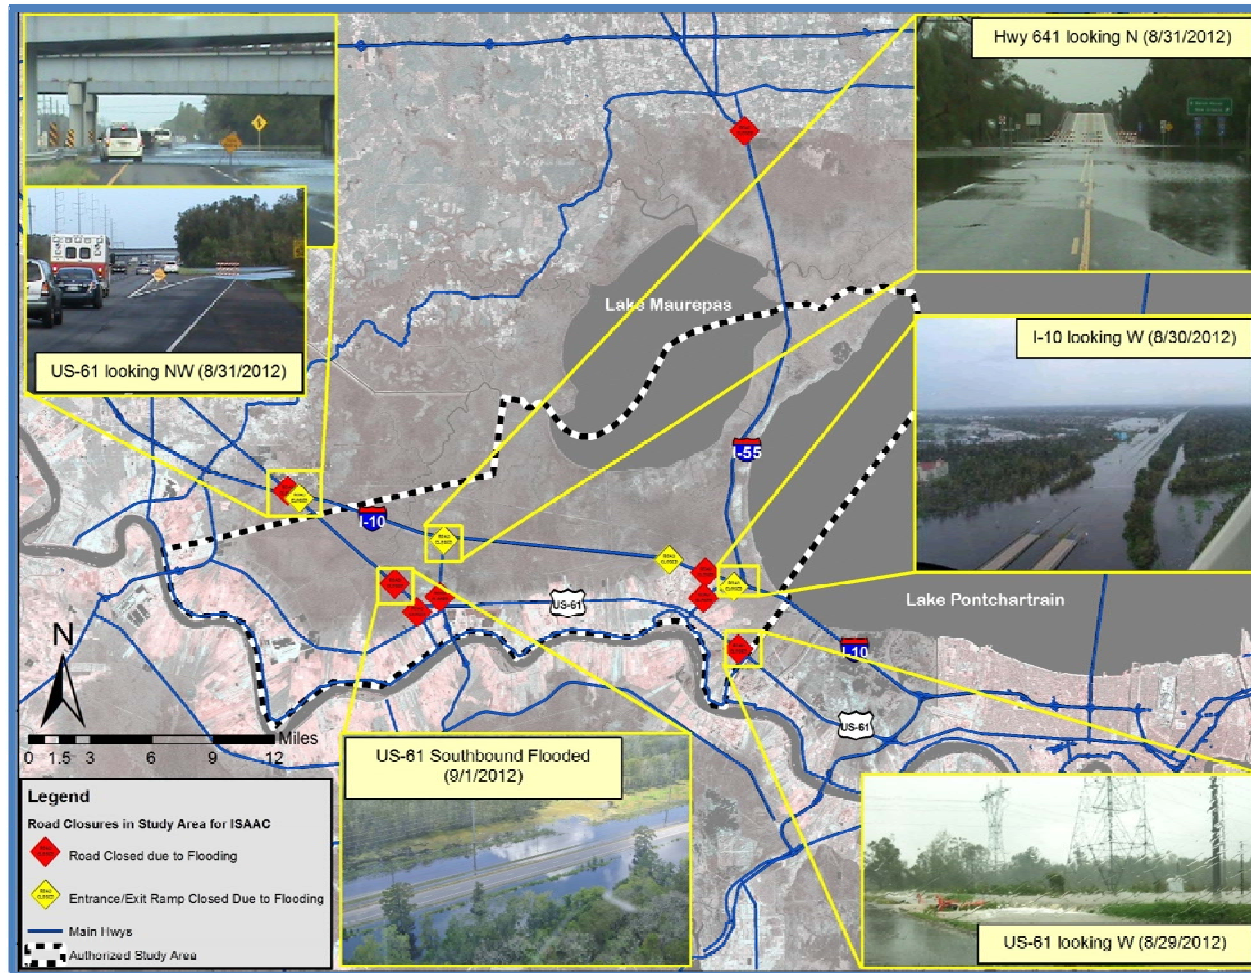 Hwy 641 looking N (8/31/2012)
Lake Maurepas
I-10 looking W (8/30/2012)
US-61 looking NW (8/31/2012)
I-55
I-10
US-61
Lake Pontchartrain
I-10
US-61
N
Miles
0 1.5 3 6 9 12
US-61 Southbound Flooded
(9/1/2012)
Legend
Road Closures in Study Area for ISAAC
Road Closed due to Flooding
ROAD
CLOSED
Entrance/Exit Ramp Closed Due to Flooding
Main Hwys
Authorized Study Area
US-61 looking W (8/29/2012)